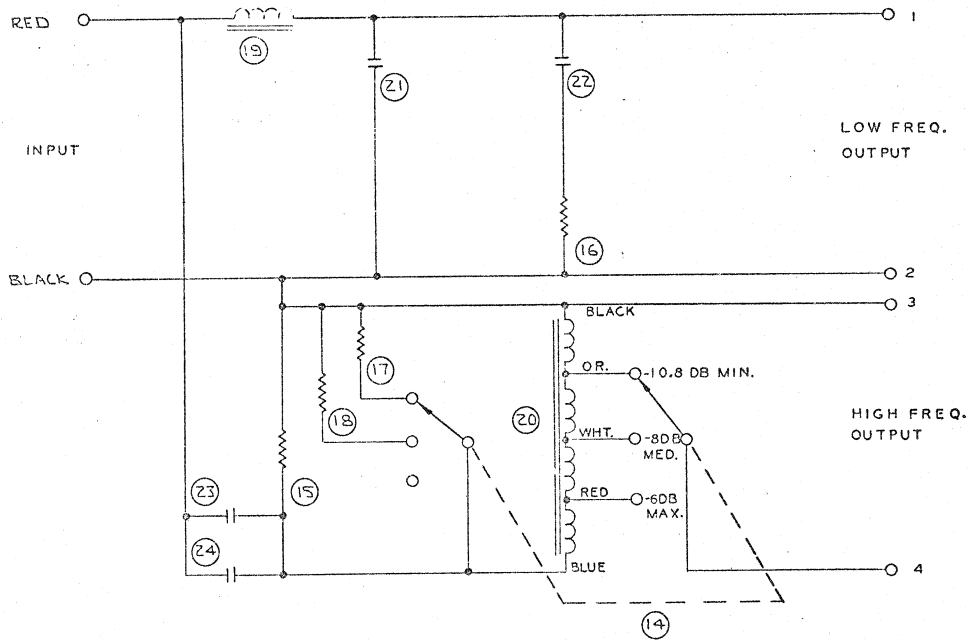 RED
1
19
21
22
LOW FREQ.
OUTPUT
INPUT
16
BLACK
2
3
BLACK
17
OR.
-10.8 DB MIN.
18
20
HIGH FREQ.
OUTPUT
WHT.
-8DB
MED.
23
15
RED
-6DB
MAX.
24
BLUE
4
14